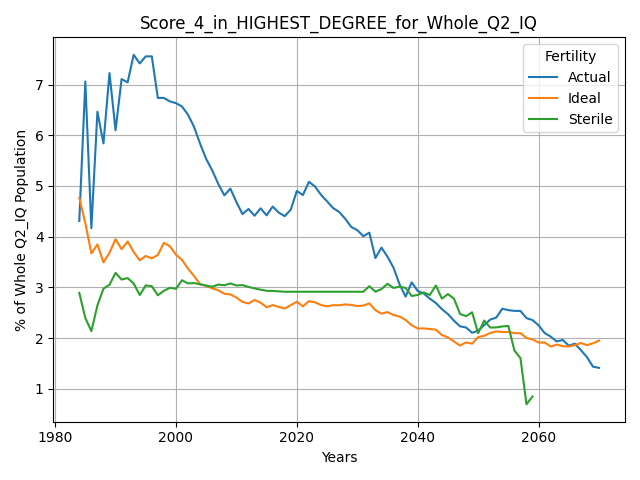 Score_4_in_HIGHEST_DEGREE_for_Whole_Q2_IQ
Fertility
Actual
Ideal
Sterile
% of Whole Q2_IQ Population
7
6
5
4
3
2
1
1980
2000
2020
2040
2060
Years